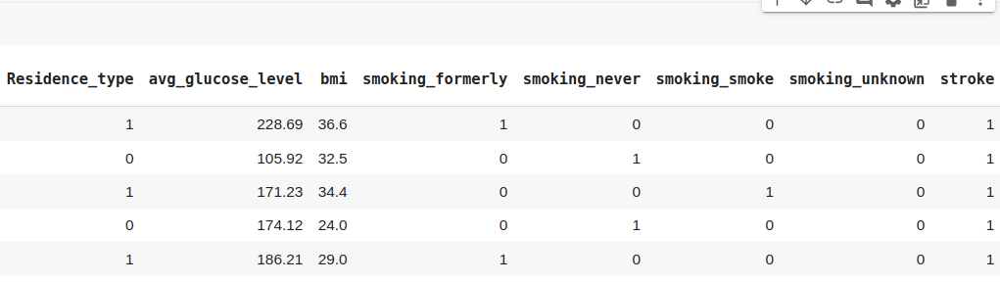 Residence_type avg_glucose_level bmi smoking_formerly smoking_never smoking_smoke smoking_unknown stroke
1 228.69 36.6 1 0 0 0 1
0 105.92 32.5 0 1 0 0 1
1 171.23 34.4 0 0 1 0 1
0 174.12 24.0 0 1 0 0 1
1 186.21 29.0 1 0 0 0 1